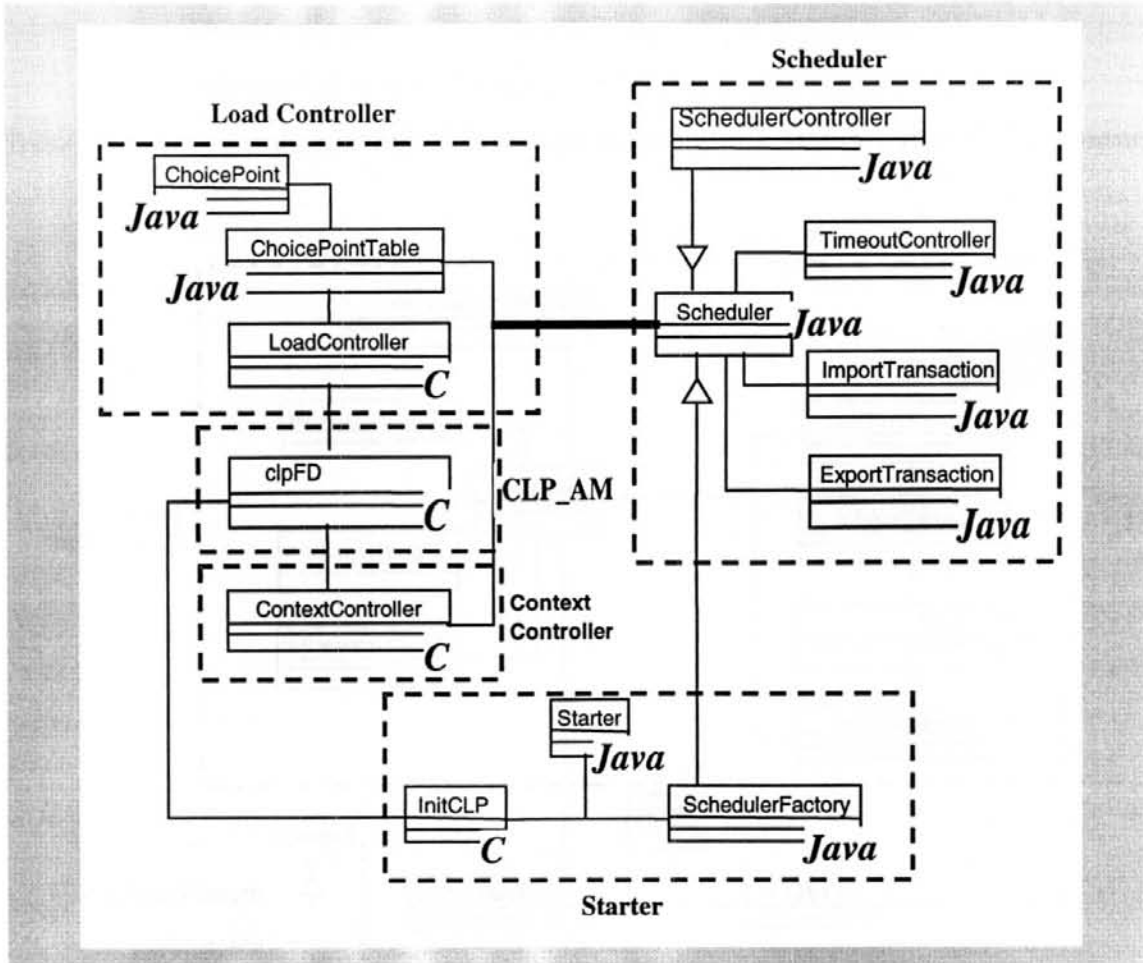 Scheduler
Load Controller
SchedulerController
Java
ChoicePoint
Java
ChoicePointTable
Java
TimeoutController
Java
Scheduler
Java
LoadController
C
ImportTransaction
Java
clpFD
C
CLP_AM
ExportTransaction
Java
ContextController
C
Context
Controller
Starter
Java
InitCLP
C
SchedulerFactory
Java
Starter